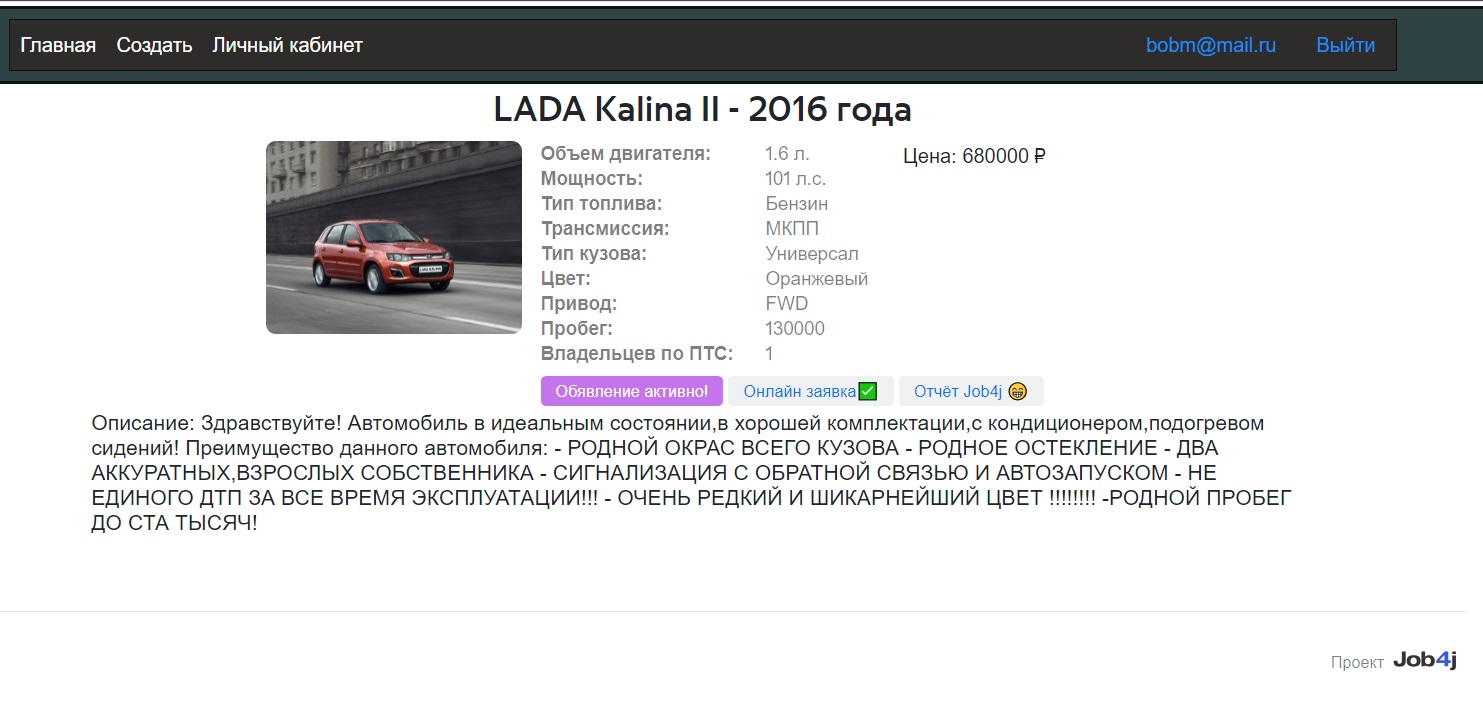 Главная Создать Личный кабинет bobm@mail.ru Выйти
LADA Kalina II - 2016 года
Объем двигателя: 1.6 л. Цена: 680000 ₽
Мощность: 101 л.с.
Тип топлива: Бензин
Трансмиссия: МКПП
Тип кузова: Универсал
Цвет: Оранжевый
Привод: FWD
Пробег: 130000
Владельцев по ПТС: 1
Обявление активно! Онлайн заявка✅ Отчёт Job4j 😁
Описание: Здравствуйте! Автомобиль в идеальным состоянии,в хорошей комплектации,с кондиционером,подогревом
сидений! Преимущество данного автомобиля: - РОДНОЙ ОКРАС ВСЕГО КУЗОВА - РОДНОЕ ОСТЕКЛЕНИЕ - ДВА
АККУРАТНЫХ,ВЗРОСЛЫХ СОБСТВЕННИКА - СИГНАЛИЗАЦИЯ С ОБРАТНОЙ СВЯЗЬЮ И АВТОЗАПУСКОМ - НЕ
ЕДИНОГО ДТП ЗА ВСЕ ВРЕМЯ ЭКСПЛУАТАЦИИ!!! - ОЧЕНЬ РЕДКИЙ И ШИКАРНЕЙШИЙ ЦВЕТ !!!!!!!! -РОДНОЙ ПРОБЕГ
ДО СТА ТЫСЯЧ!
Проект Job4j